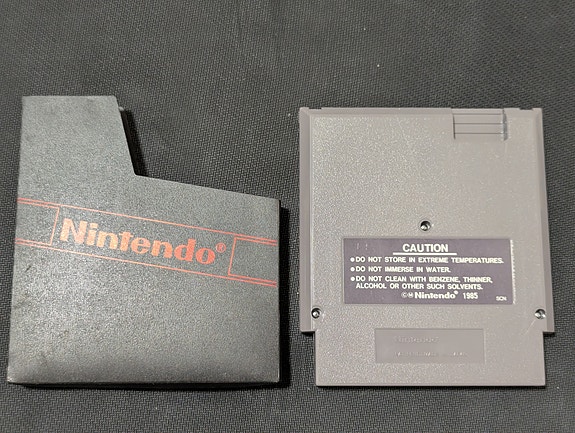 Nintendo®
CAUTION
●DO NOT STORE IN EXTREME TEMPERATURES.
●DO NOT IMMERSE IN WATER.
●DO NOT CLEAN WITH BENZENE, THINNER,
ALCOHOL OR OTHER SUCH SOLVENTS.
Nintendo® 1985
SCN